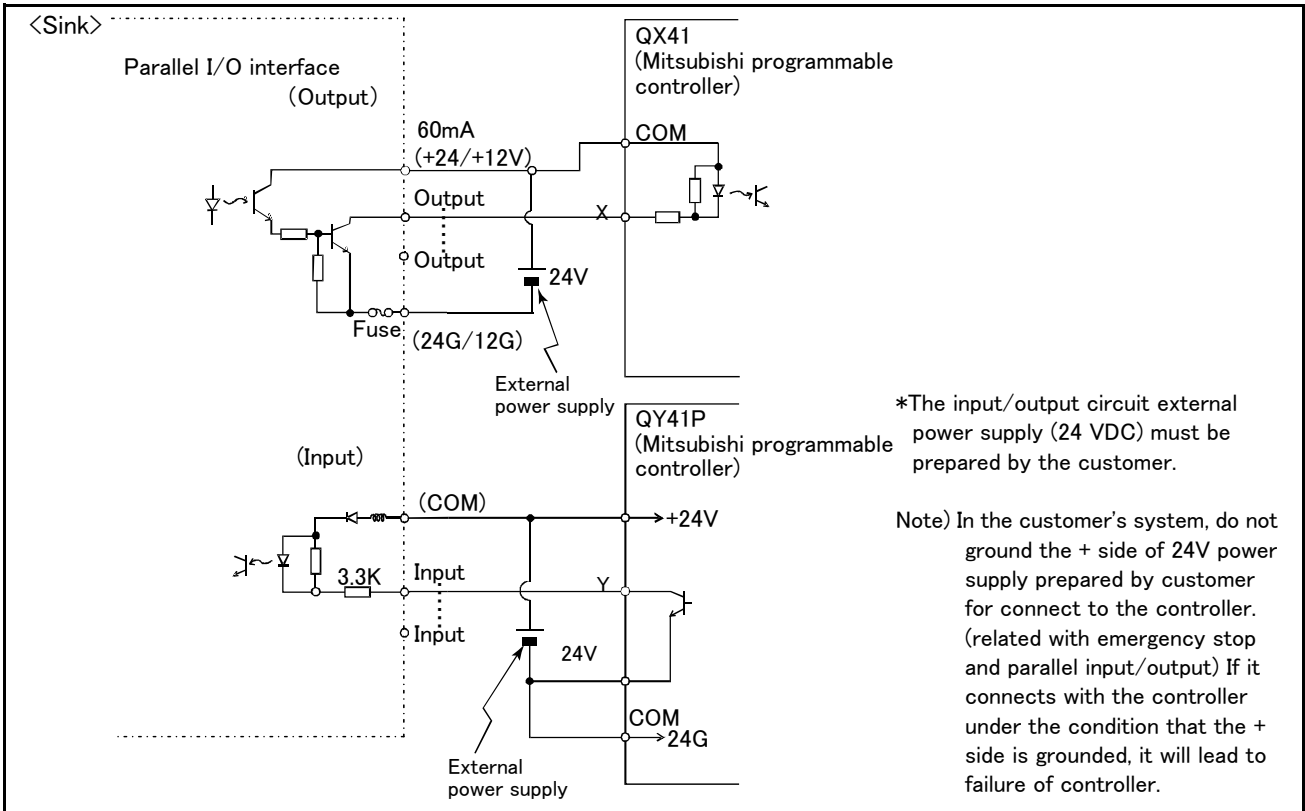 <Sink>
Parallel I/O interface
(Output)
QX41
(Mitsubishi programmable
controller)
60mA
(+24/+12V)
COM
Output
X
Output
24V
Fuse
(24G/12G)
External
power supply
QY41P
(Mitsubishi programmable
controller)
(Input)
(COM)
+24V
3.3K
Input
Y
Input
24V
COM
24G
External
power supply
*The input/output circuit external
power supply (24 VDC) must be
prepared by the customer.
Note) In the customer's system, do not
ground the + side of 24V power
supply prepared by customer
for connect to the controller.
(related with emergency stop
and parallel input/output) If it
connects with the controller
under the condition that the +
side is grounded, it will lead to
failure of controller.